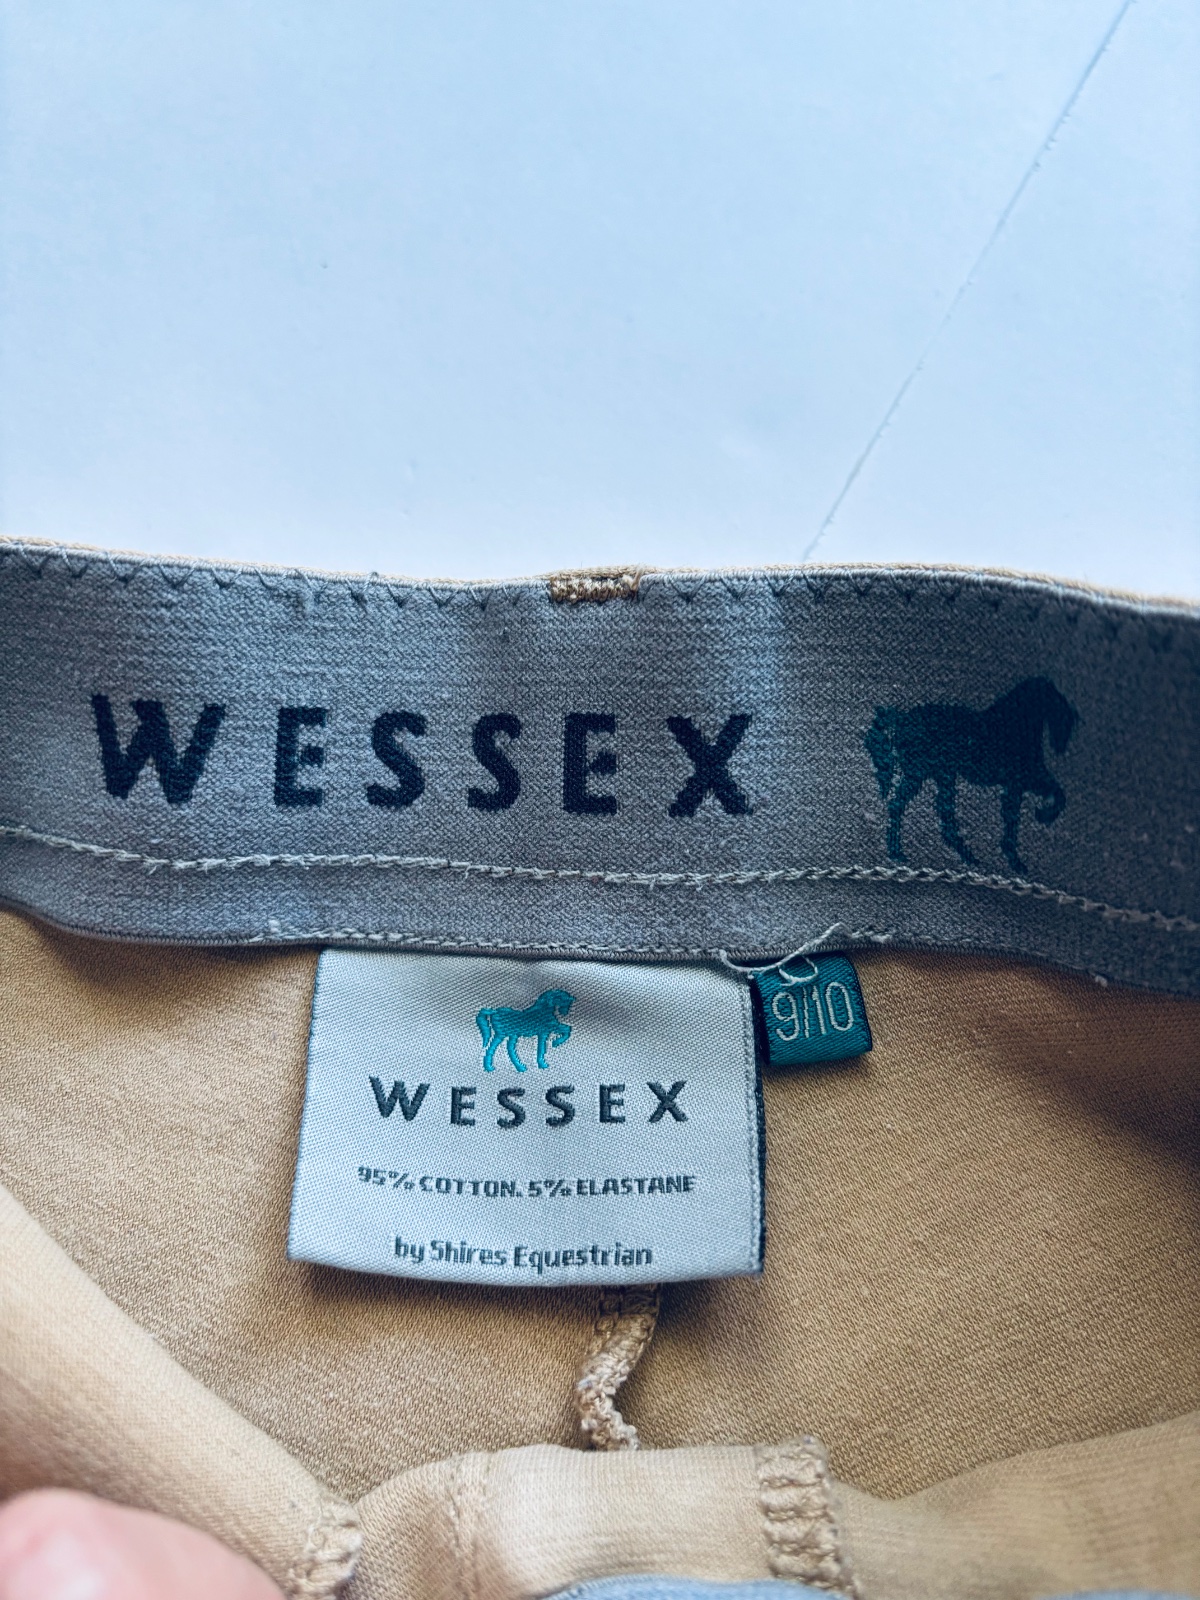 WESSEX
9/10
WESSEX
95% COTTON. 5% ELASTANE
by Shires Equestrian